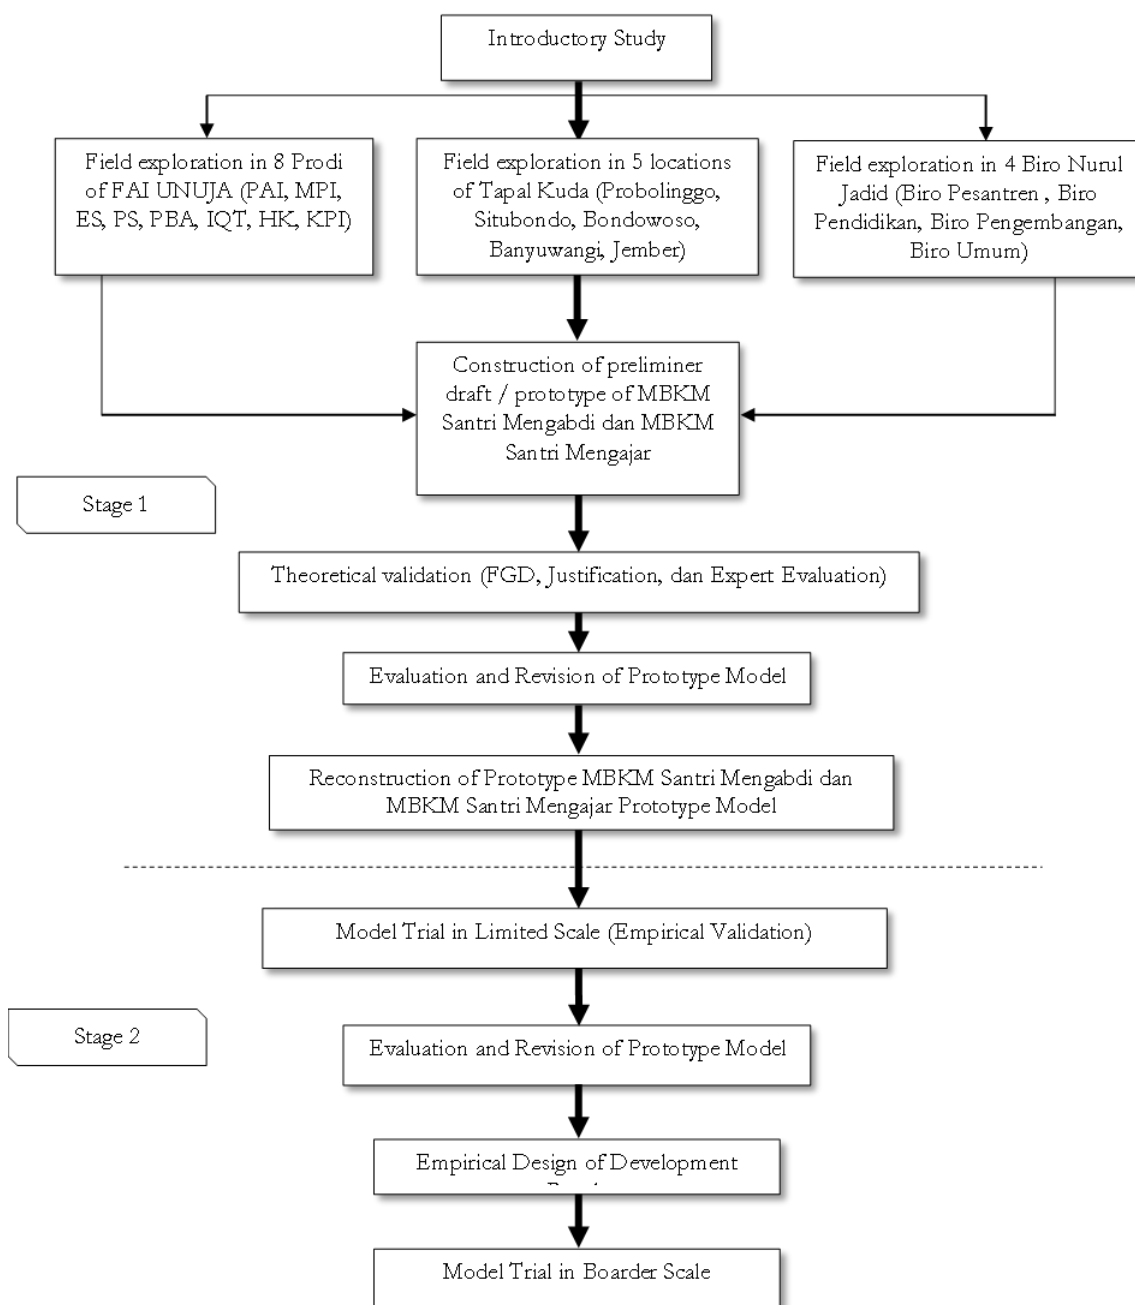 Introductory Study
Field exploration in 8 Prodi
of FAI UNUJA (PAI, MPI,
ES, PS, PBA, IQT, HK, KPI)
Field exploration in 5 locations
of Tapal Kuda (Probolinggo,
Situbondo, Bondowoso,
Banyuwangi, Jember)
Field exploration in 4 Biro Nurul
Jadid (Biro Pesantren , Biro
Pendidikan, Biro Pengembangan,
Biro Umum)
Construction of preliminer
draft / prototype of MBKM
Santri Mengabdi dan MBKM
Santri Mengajar
Stage 1
Theoretical validation (FGD, Justification, dan Expert Evaluation)
Evaluation and Revision of Prototype Model
Reconstruction of Prototype MBKM Santri Mengabdi dan
MBKM Santri Mengajar Prototype Model
Model Trial in Limited Scale (Empirical Validation)
Stage 2
Evaluation and Revision of Prototype Model
Empirical Design of Development
Model Trial in Boarder Scale